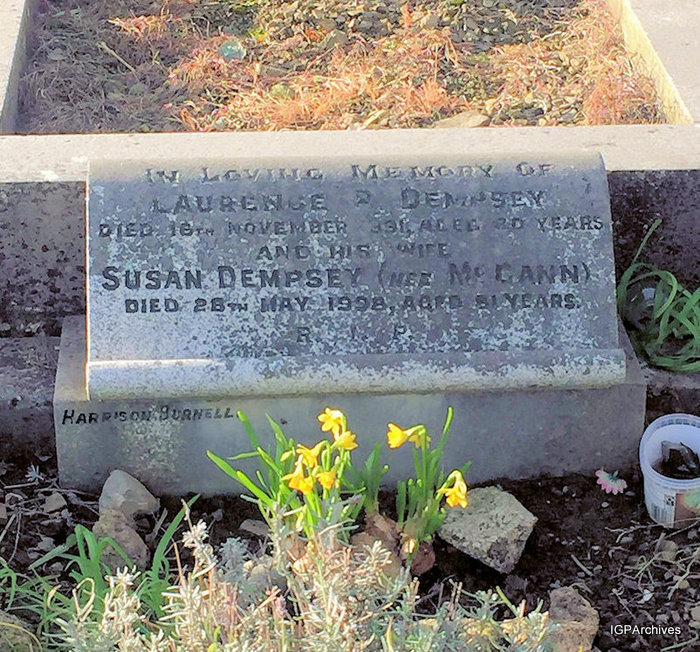 In Loving Memory Of
LAURENCE P. DEMPSEY
DIED 18TH NOVEMBER AGED YEARS
AND HIS WIFE
SUSAN DEMPSEY (NEE McCANN)
DIED 28TH MAY 1998, AGED 81 YEARS.
R. I. P.
HARRISON BURNELL
IGPArchives